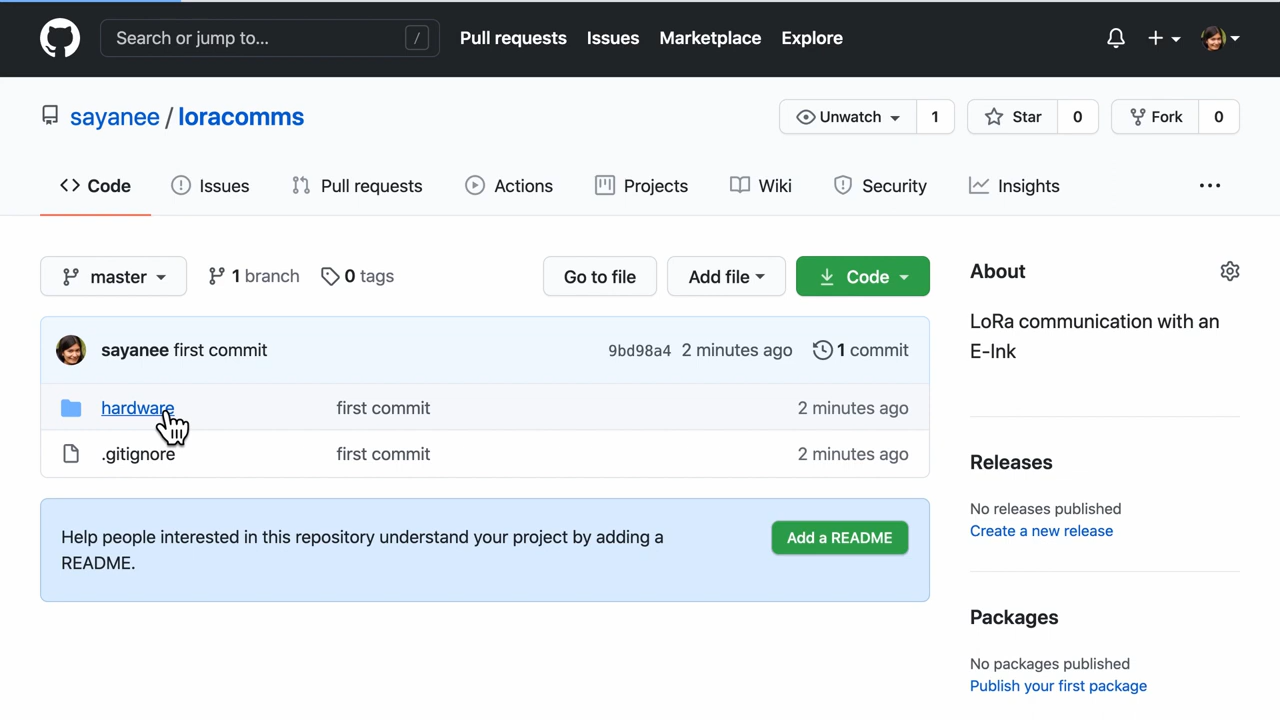 Search or jump to... /
Pull requests Issues Marketplace Explore
sayanee / loracomms
Unwatch 1 Star 0 Fork 0
Code Issues Pull requests Actions Projects Wiki Security Insights ...
master 1 branch 0 tags Go to file Add file Code
sayanee first commit 9bd98a4 2 minutes ago 1 commit
hardware first commit 2 minutes ago
.gitignore first commit 2 minutes ago
Help people interested in this repository understand your project by adding a
README.
Add a README
About
LoRa communication with an
E-Ink
Releases
No releases published
Create a new release
Packages
No packages published
Publish your first package